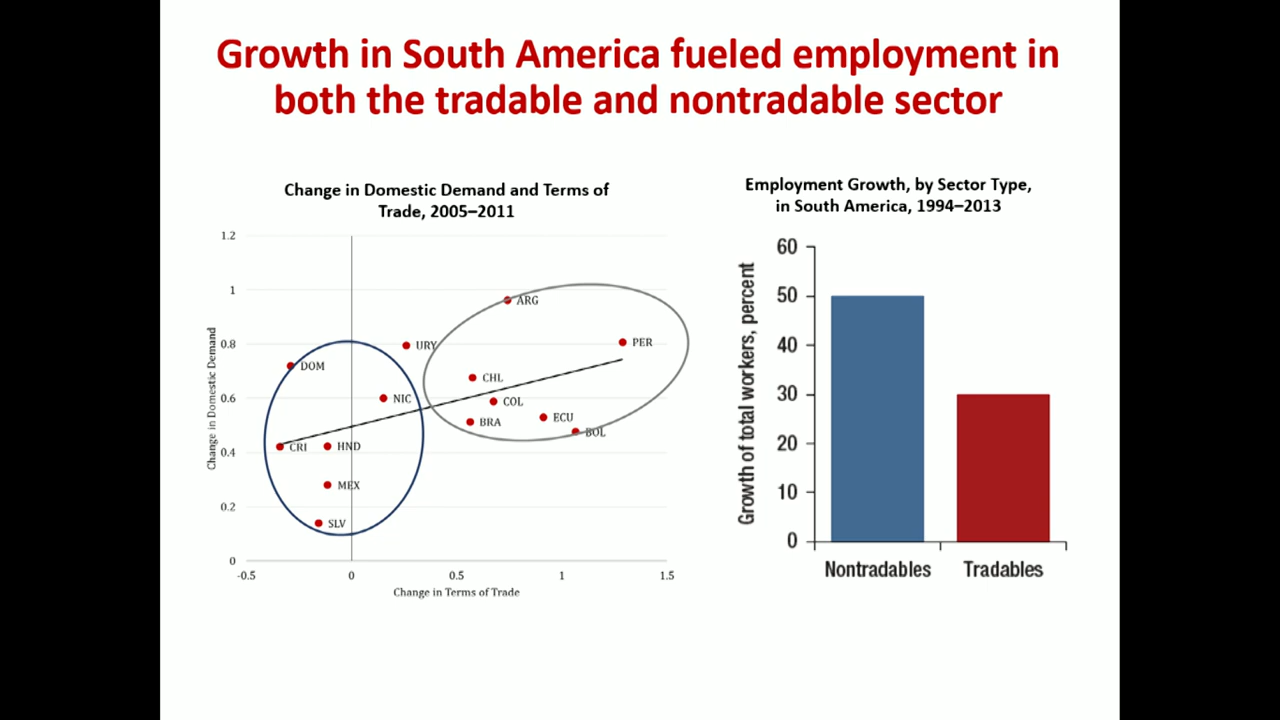 Growth in South America fueled employment in
both the tradable and nontradable sector
Change in Domestic Demand and Terms of
Trade, 2005–2011
Change in Domestic Demand
1.2
1
0.8
0.6
0.4
0.2
0
-0.5
0
0.5
1
1.5
Change in Terms of Trade
ARG
PER
URY
DOM
CHL
NIC
COL
BRA
ECU
BOL
CRI
HND
MEX
SLV
Employment Growth, by Sector Type,
in South America, 1994–2013
Growth of total workers, percent
60
50
40
30
20
10
0
Nontradables
Tradables